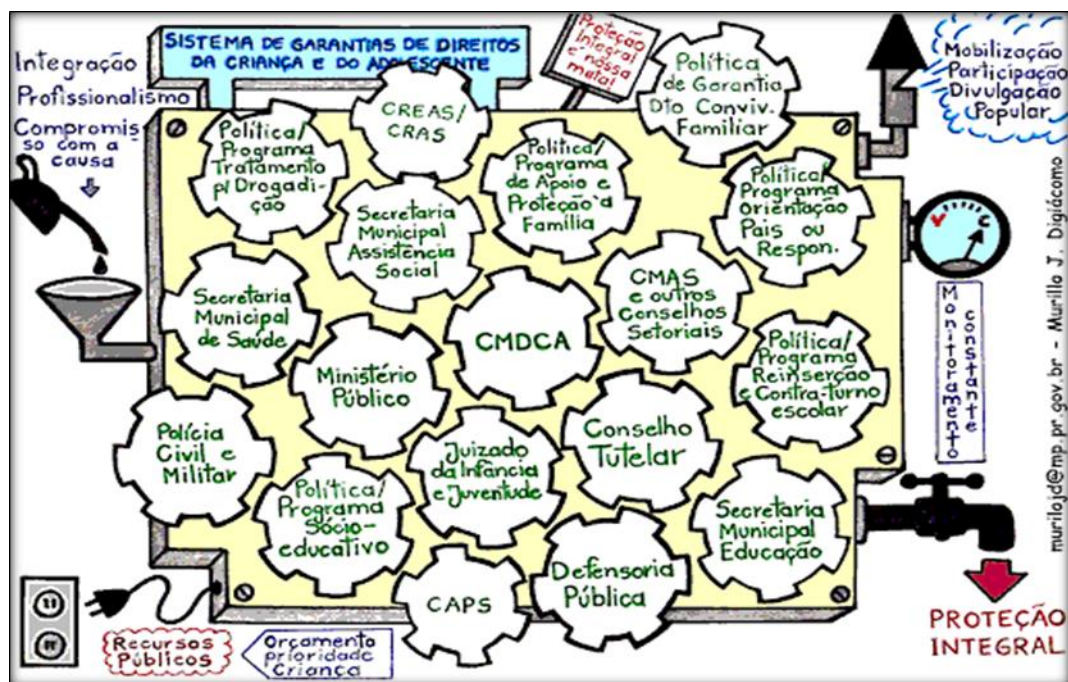 SISTEMA DE GARANTIAS DE DIREITOS
DA CRIANÇA E DO ADOLESCENTE
Proteção
Integral
é nossa
meta!
Integração
Profissionalismo
Compromis
so com a
causa
Mobilização
Participação
Divulgação
Popular
Política
de Garantia
Dto Conviv.
Familiar
CREAS/
CRAS
Política/
Programa
Tratamento
p/ Drogadi-
ção
Política/
Programa
de Apoio e
Proteção à
Família
Política/
Programa
Orientação
Pais ou
Respon.
Secretaria
Municipal
Assistência
Social
CMAS
e outros
Conselhos
Setoriais
Secretaria
Municipal
de Saúde
CMDCA
Ministério
Público
Política/
Programa
Reinserção
e Contra-turno
escolar
Polícia
Civil e
Militar
Juizado
da Infância
e Juventude
Conselho
Tutelar
Política/
Programa
Sócio-
educativo
Secretaria
Municipal
Educação
CAPS
Defensoria
Pública
Monitoramento
constante
Recursos
Públicos
Orçamento
prioridade
Criança
PROTEÇÃO
INTEGRAL
murilojd@mp.pr.gov.br - Murillo J. Digiácomo